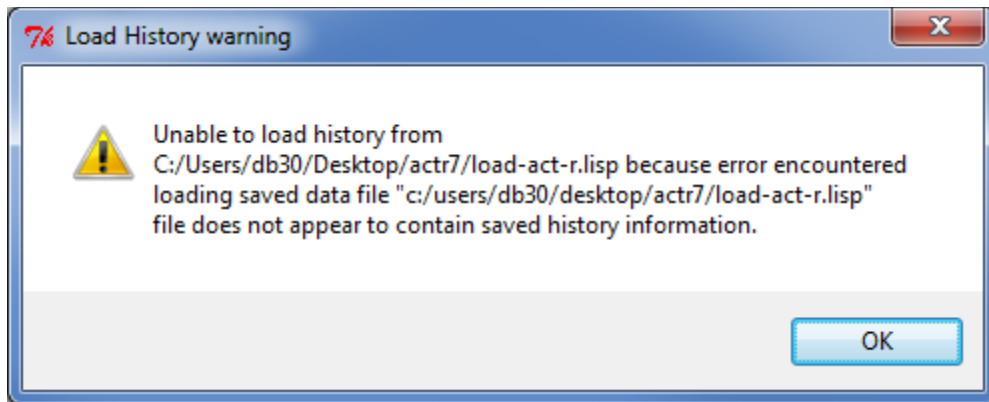 Load History warning
Unable to load history from
C:/Users/db30/Desktop/actr7/load-act-r.lisp because error encountered
loading saved data file "c:/users/db30/desktop/actr7/load-act-r.lisp"
file does not appear to contain saved history information.
OK